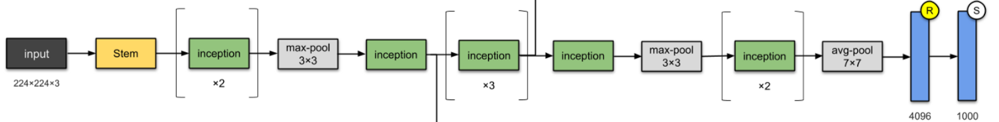 input
224×224×3
Stem
inception
×2
max-pool
3×3
inception
inception
×3
inception
max-pool
3×3
inception
×2
avg-pool
7×7
4096
R
1000
S